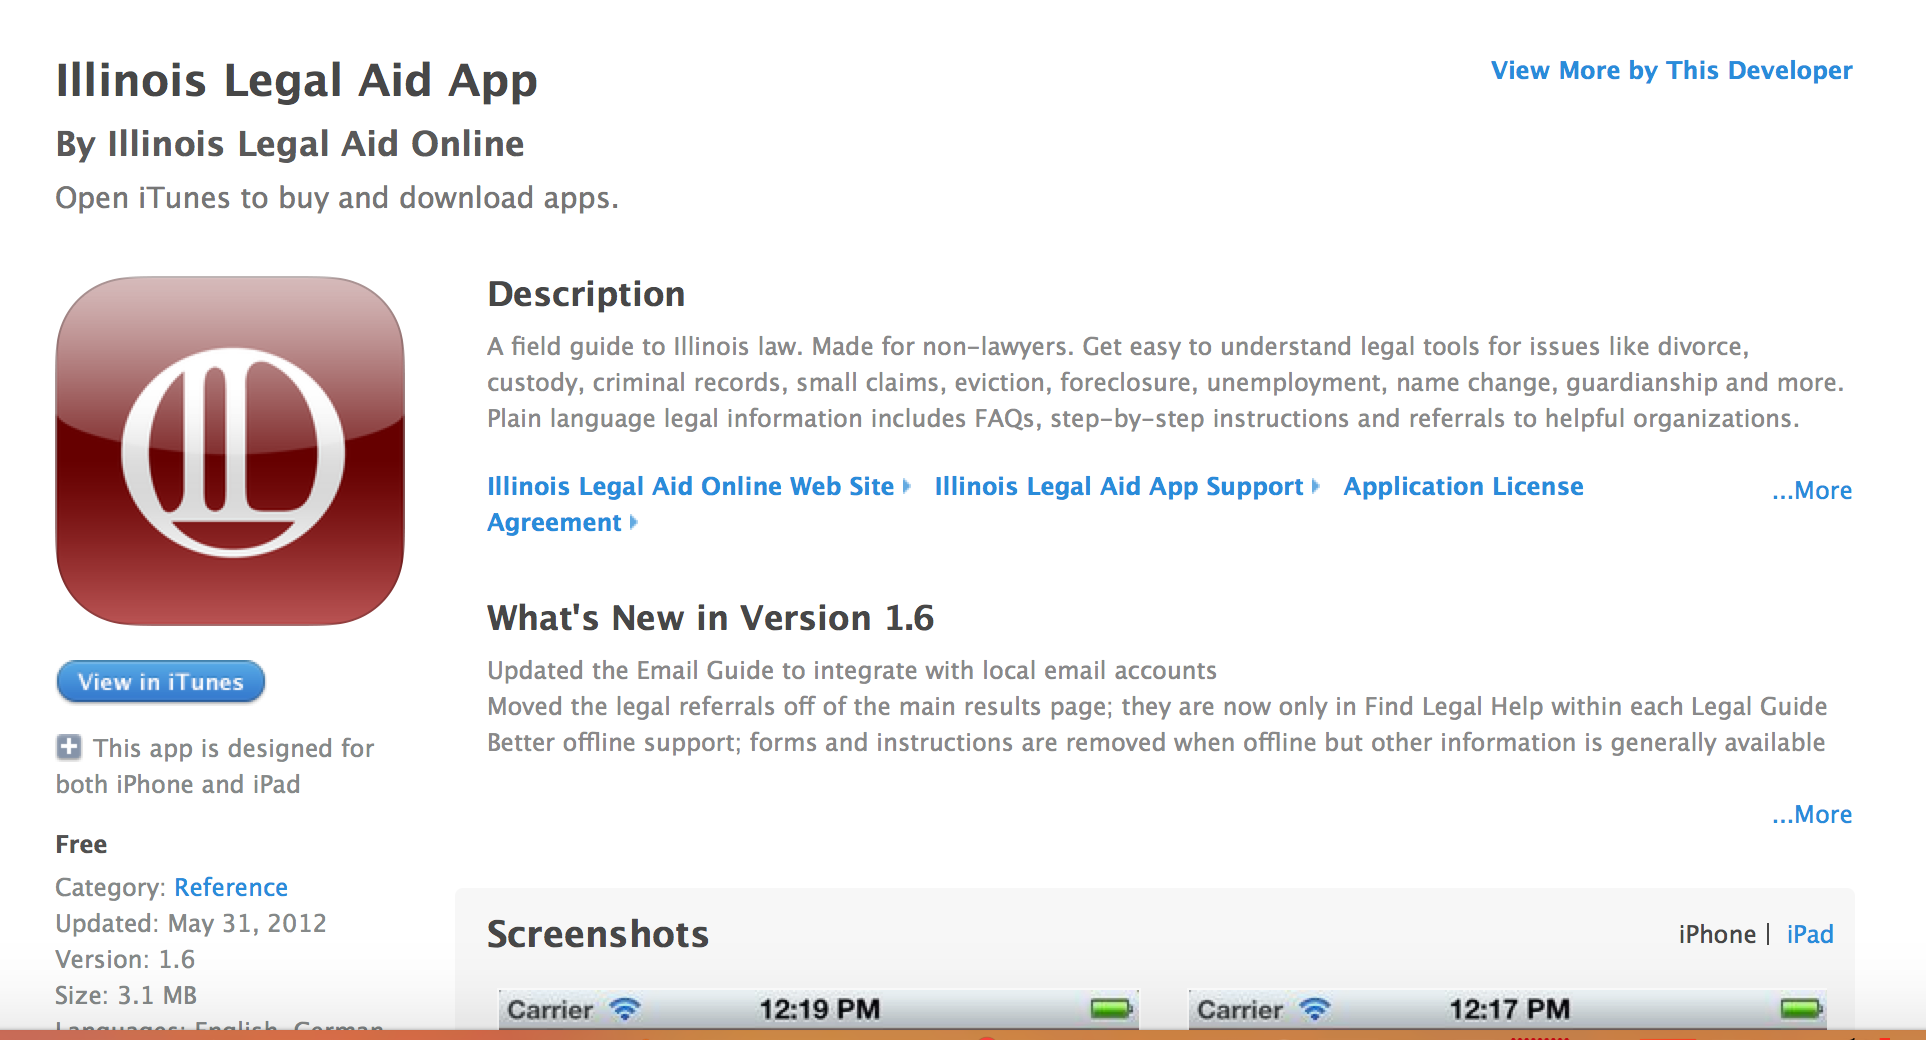 Illinois Legal Aid App
View More by This Developer
By Illinois Legal Aid Online
Open iTunes to buy and download apps.
Description
A field guide to Illinois law. Made for non-lawyers. Get easy to understand legal tools for issues like divorce,
custody, criminal records, small claims, eviction, foreclosure, unemployment, name change, guardianship and more.
Plain language legal information includes FAQs, step-by-step instructions and referrals to helpful organizations.
Illinois Legal Aid Online Web Site Illinois Legal Aid App Support Application License
Agreement
...More
What's New in Version 1.6
Updated the Email Guide to integrate with local email accounts
Moved the legal referrals off of the main results page; they are now only in Find Legal Help within each Legal Guide
Better offline support; forms and instructions are removed when offline but other information is generally available
...More
View in iTunes
This app is designed for
both iPhone and iPad
Free
Category: Reference
Updated: May 31, 2012
Version: 1.6
Size: 3.1 MB
Languages: English, German
Screenshots
iPhone | iPad
Carrier 12:19 PM
Carrier 12:17 PM